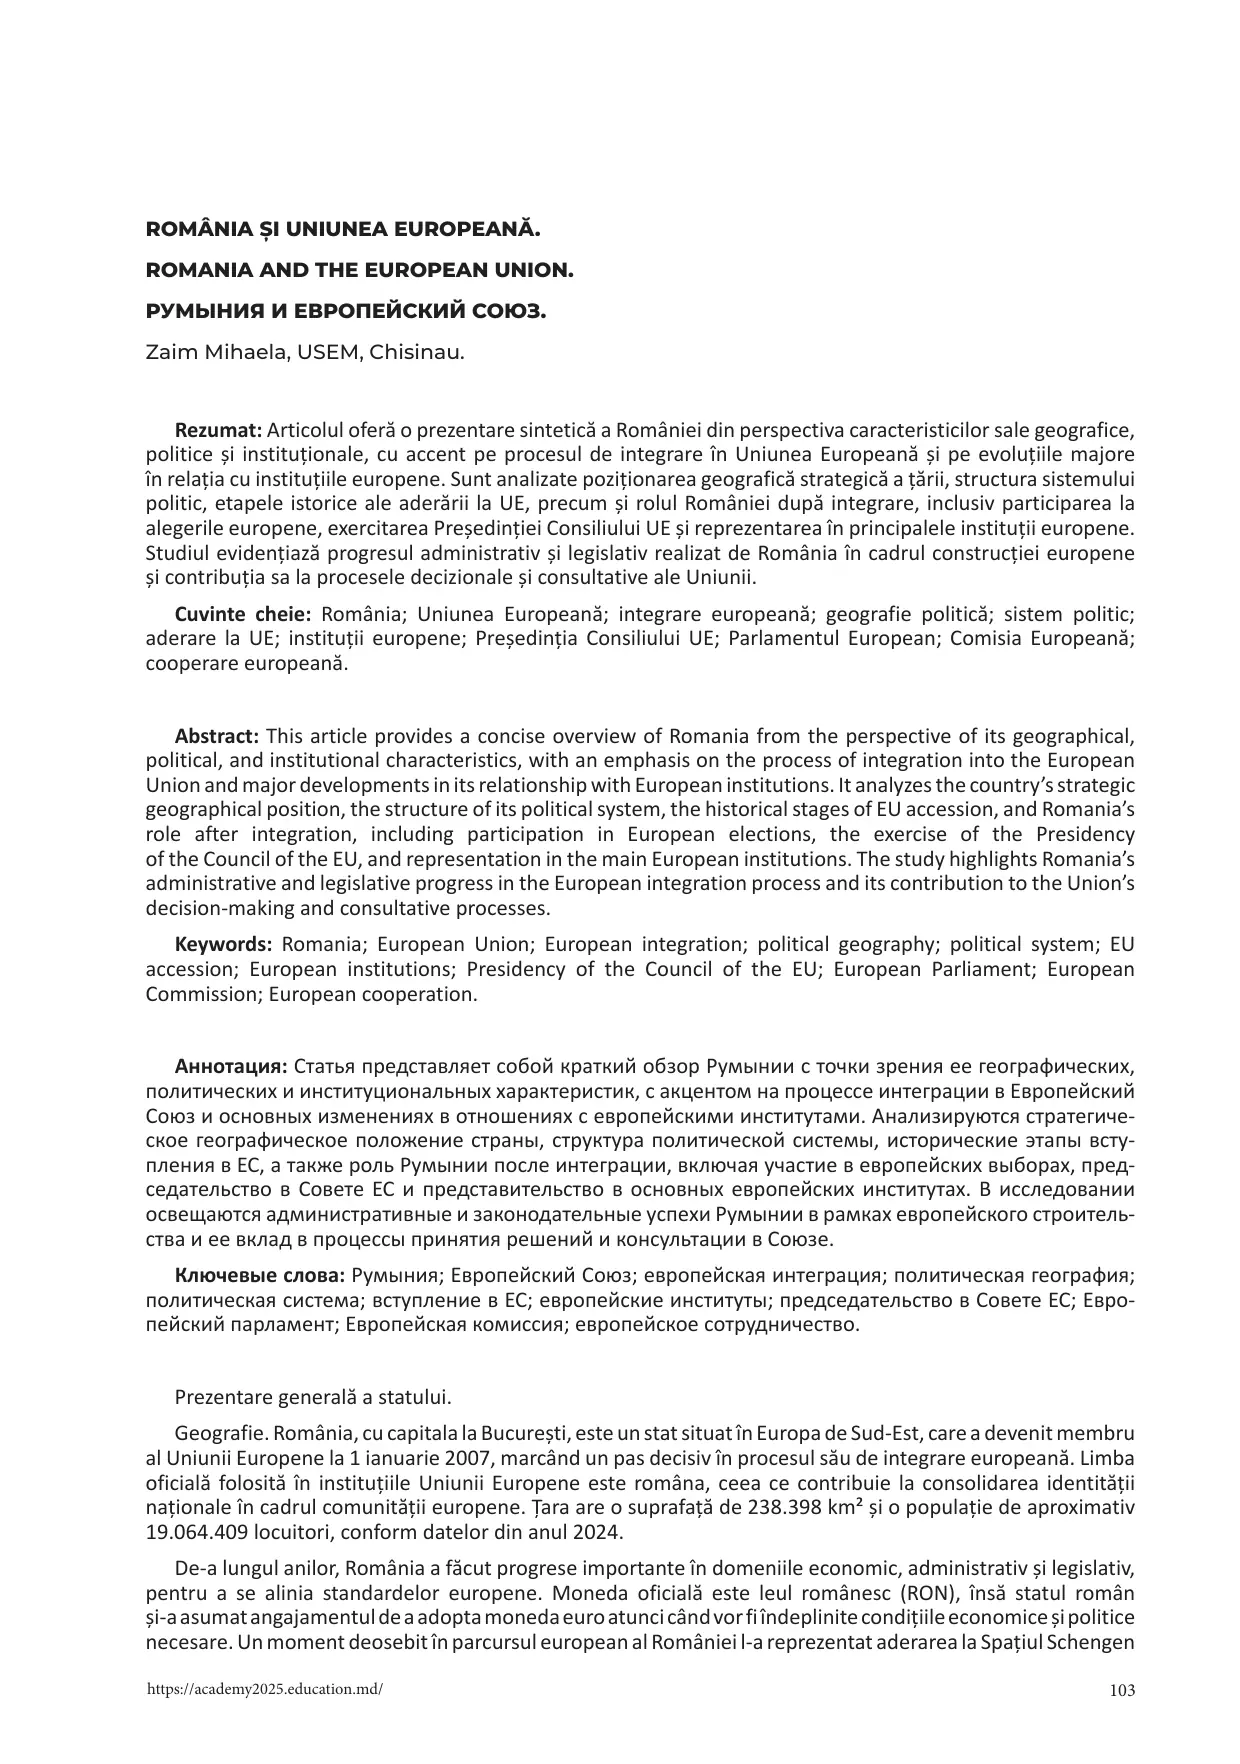 ROMÂNIA ȘI UNIUNEA EUROPEANĂ.
ROMANIA AND THE EUROPEAN UNION.
РУМЫНИЯ И ЕВРОПЕЙСКИЙ СОЮЗ.
Zaim Mihaela, USEM, Chisinau.
Rezumat: Articolul oferă o prezentare sintetică a României din perspectiva caracteristicilor sale geografice,
politice și instituționale, cu accent pe procesul de integrare în Uniunea Europeană și pe evoluțiile majore
în relația cu instituțiile europene. Sunt analizate poziționarea geografică strategică a țării, structura sistemului
politic, etapele istorice ale aderării la UE, precum și rolul României după integrare, inclusiv participarea la
alegerile europene, exercitarea Președinției Consiliului UE și reprezentarea în principalele instituții europene.
Studiul evidențiază progresul administrativ și legislativ realizat de România în cadrul construcției europene
și contribuția sa la procesele decizionale și consultative ale Uniunii.
Cuvinte cheie: România; Uniunea Europeană; integrare europeană; geografie politică; sistem politic;
aderare la UE; instituții europene; Președinția Consiliului UE; Parlamentul European; Comisia Europeană;
cooperare europeană.
Abstract: This article provides a concise overview of Romania from the perspective of its geographical,
political, and institutional characteristics, with an emphasis on the process of integration into the European
Union and major developments in its relationship with European institutions. It analyzes the country’s strategic
geographical position, the structure of its political system, the historical stages of EU accession, and Romania’s
role after integration, including participation in European elections, the exercise of the Presidency
of the Council of the EU, and representation in the main European institutions. The study highlights Romania’s
administrative and legislative progress in the European integration process and its contribution to the Union’s
decision-making and consultative processes.
Keywords: Romania; European Union; European integration; political geography; political system; EU
accession; European institutions; Presidency of the Council of the EU; European Parliament; European
Commission; European cooperation.
Аннотация: Статья представляет собой краткий обзор Румынии с точки зрения ее географических,
политических и институциональных характеристик, с акцентом на процессе интеграции в Европейский
Союз и основных изменениях в отношениях с европейскими институтами. Анализируются стратегиче-
ское географическое положение страны, структура политической системы, исторические этапы всту-
пления в ЕС, а также роль Румынии после интеграции, включая участие в европейских выборах, пред-
седательство в Совете ЕС и представительство в основных европейских институтах. В исследовании
освещаются административные и законодательные успехи Румынии в рамках европейского строитель-
ства и ее вклад в процессы принятия решений и консультации в Союзе.
Ключевые слова: Румыния; Европейский Союз; европейская интеграция; политическая география;
политическая система; вступление в ЕС; европейские институты; председательство в Совете ЕС; Евро-
пейский парламент; Европейская комиссия; европейское сотрудничество.
Prezentare generală a statului.
Geografie. România, cu capitala la București, este un stat situat în Europa de Sud-Est, care a devenit membru
al Uniunii Europene la 1 ianuarie 2007, marcând un pas decisiv în procesul său de integrare europeană. Limba
oficială folosită în instituțiile Uniunii Europene este româna, ceea ce contribuie la consolidarea identității
naționale în cadrul comunității europene. Țara are o suprafață de 238.398 km² și o populație de aproximativ
19.064.409 locuitori, conform datelor din anul 2024.
De-a lungul anilor, România a făcut progrese importante în domeniile economic, administrativ și legislativ,
pentru a se alinia standardelor europene. Moneda oficială este leul românesc (RON), însă statul român
și-a asumat angajamentul de a adopta moneda euro atunci când vor fi îndeplinite condițiile economice și politice
necesare. Un moment deosebit în parcursul european al României l-a reprezentat aderarea la Spațiul Schengen
https://academy2025.education.md/
103